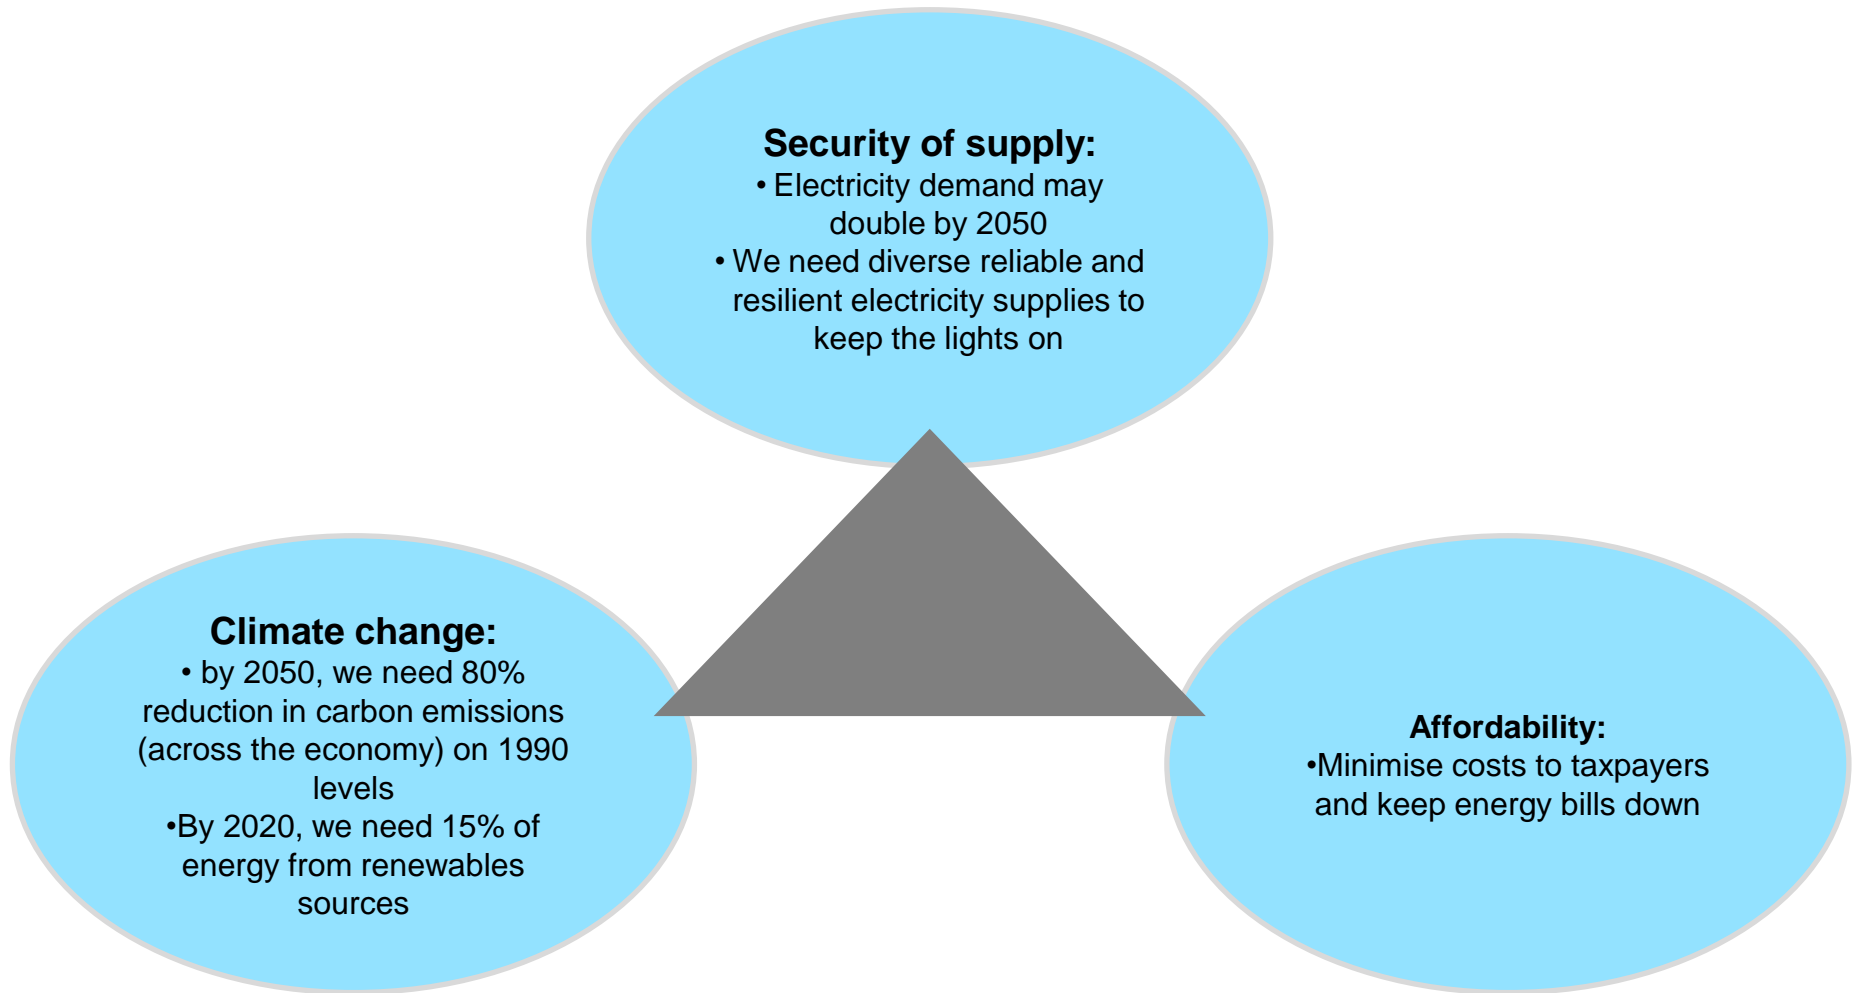 Security of supply:
• Electricity demand may
double by 2050
• We need diverse reliable and
resilient electricity supplies to
keep the lights on
Climate change:
• by 2050, we need 80%
reduction in carbon emissions
(across the economy) on 1990
levels
•By 2020, we need 15% of
energy from renewables
sources
Affordability:
•Minimise costs to taxpayers
and keep energy bills down